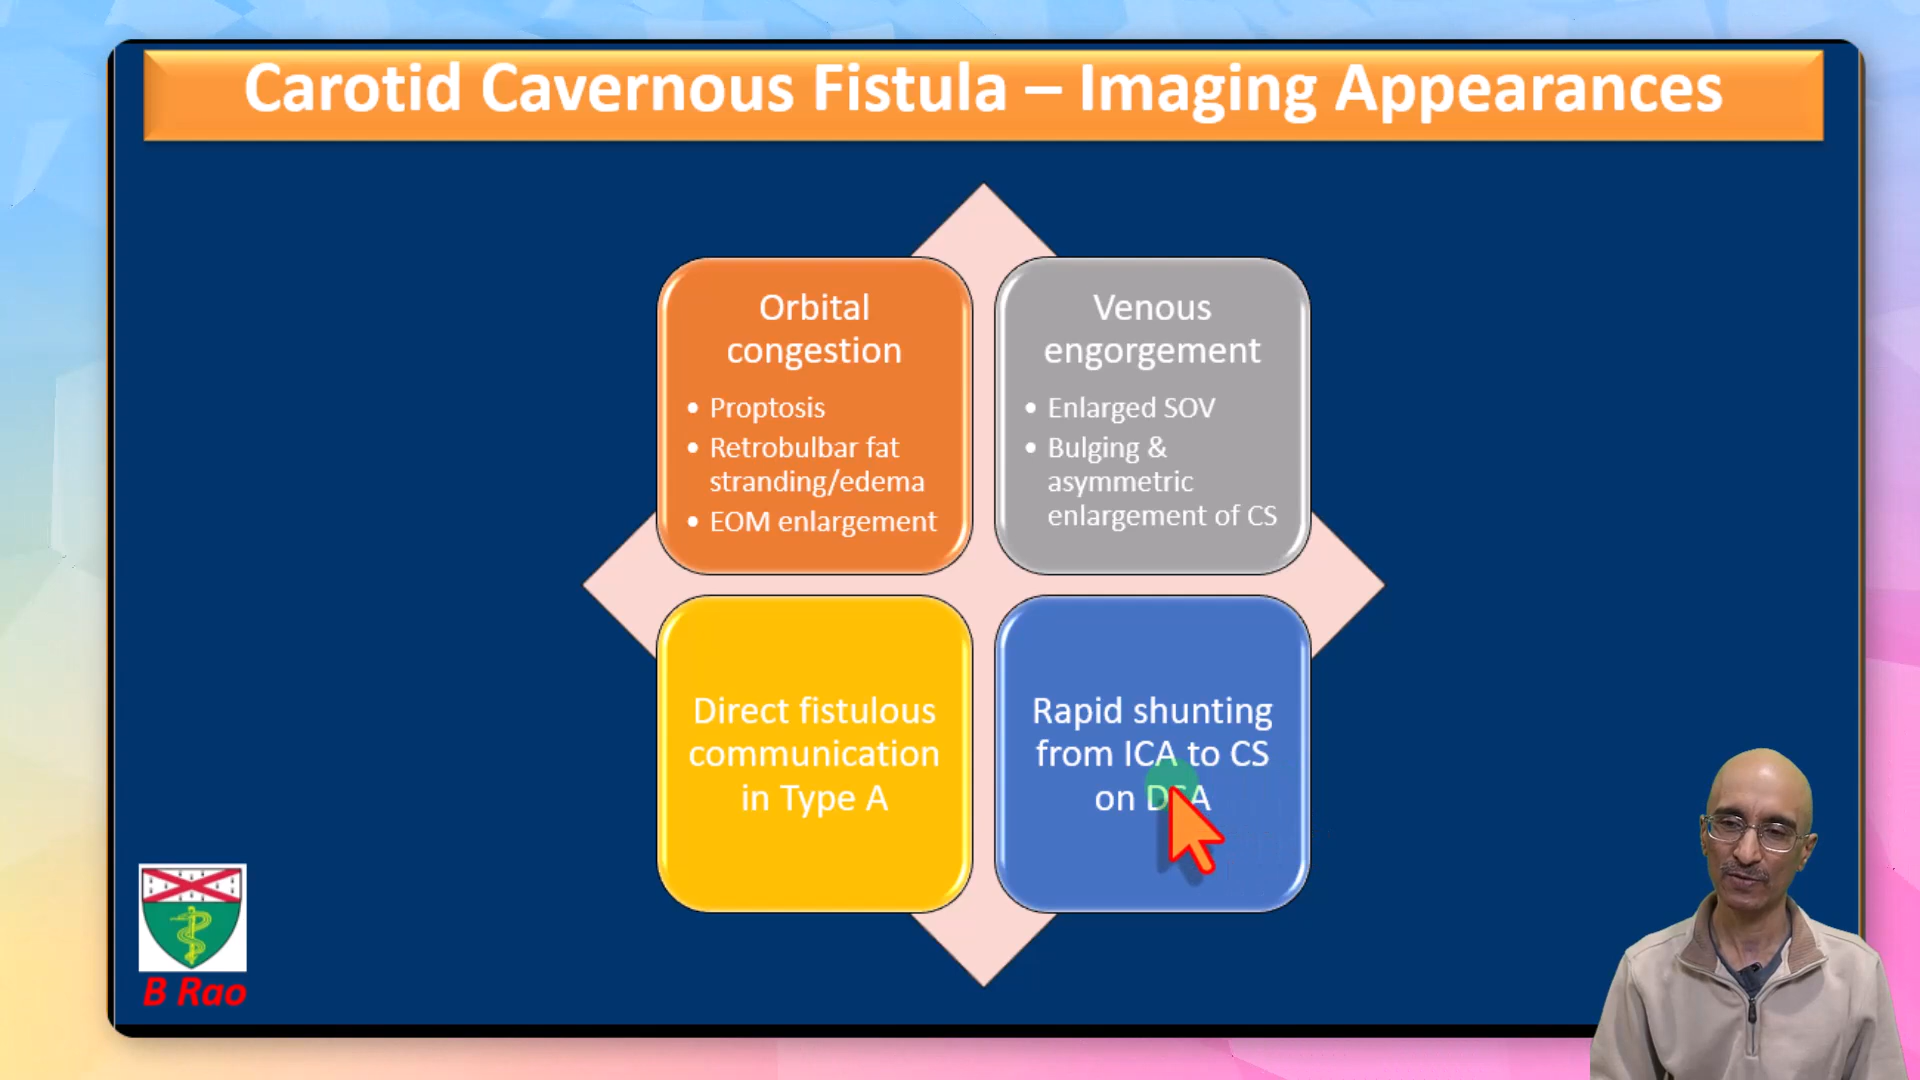 Carotid Cavernous Fistula – Imaging Appearances
Orbital
congestion
• Proptosis
• Retrobulbar fat
stranding/edema
• EOM enlargement
Venous
engorgement
• Enlarged SOV
• Bulging &
asymmetric
enlargement of CS
Direct fistulous
communication
in Type A
Rapid shunting
from ICA to CS
on DSA
B Rao